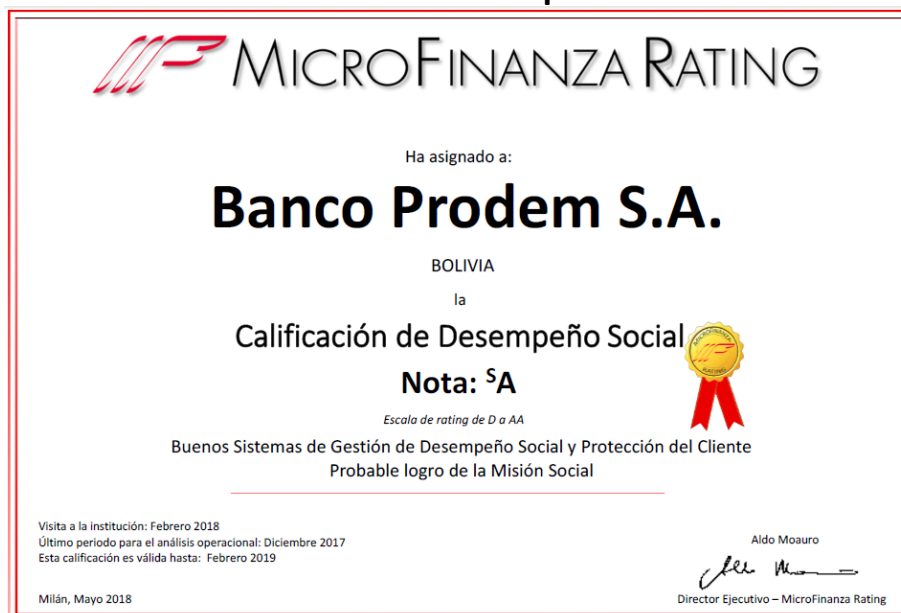 MICROFINANZA RATING
Ha asignado a:
Banco Prodem S.A.
BOLIVIA
la
Calificación de Desempeño Social
MICROFINANZA
RATING
Nota: ˢA
Escala de rating de D a AA
Buenos Sistemas de Gestión de Desempeño Social y Protección del Cliente
Probable logro de la Misión Social
Visita a la institución: Febrero 2018
Último periodo para el análisis operacional: Diciembre 2017
Esta calificación es válida hasta: Febrero 2019
Aldo Moauro
Milán, Mayo 2018
Director Ejecutivo – MicroFinanza Rating